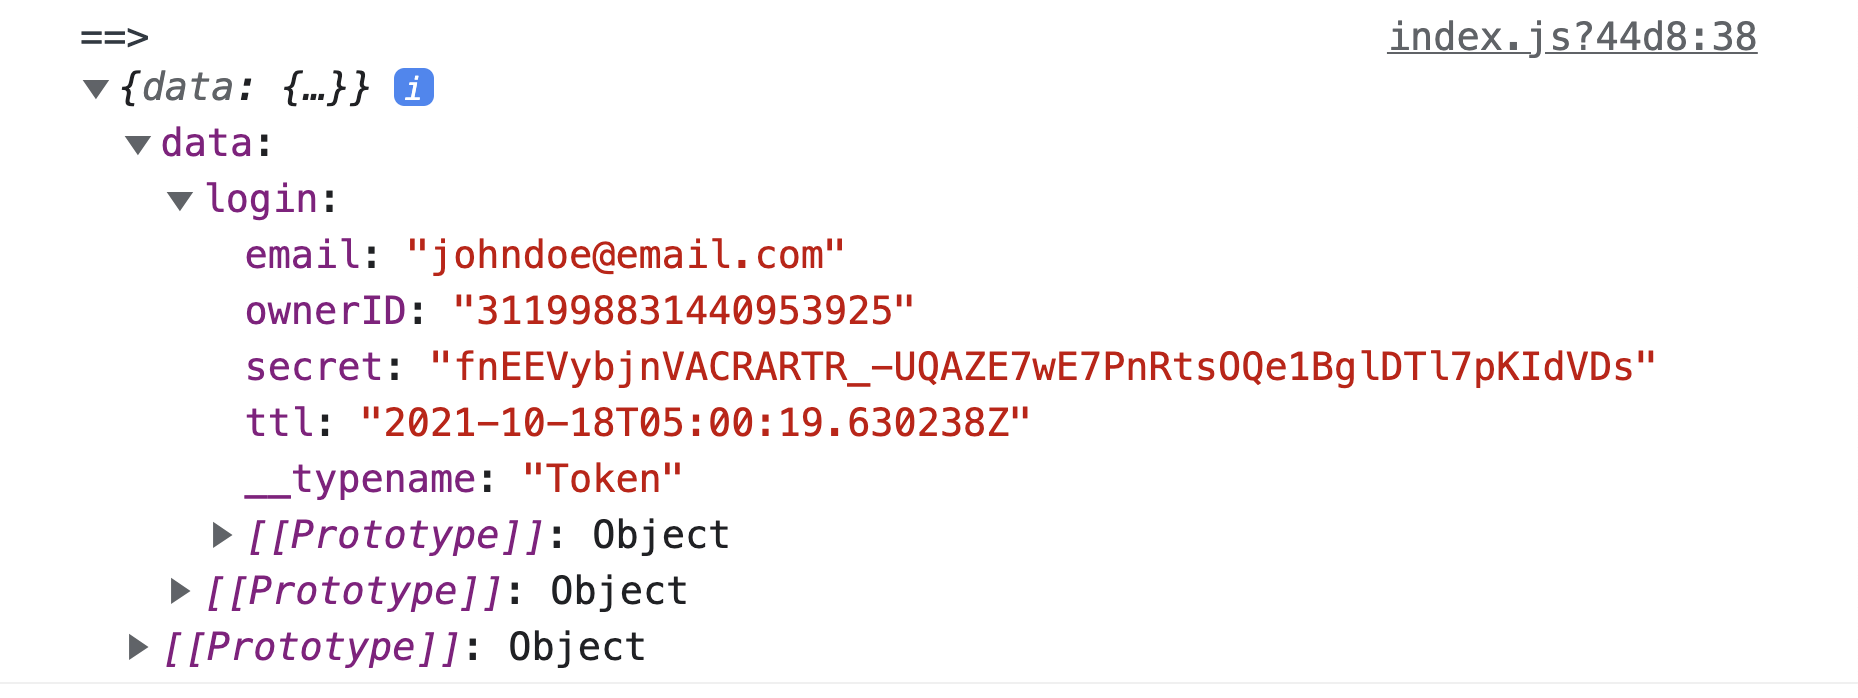 ==> index.js?44d8:38
▼{data: {…}} i
▼data:
▼login:
email: "johndoe@email.com"
ownerID: "311998831440953925"
secret: "fnEEVybjnVACRARTR_-UQAZE7wE7PnRtsOQe1BglDTl7pKIdVDs"
ttl: "2021-10-18T05:00:19.630238Z"
__typename: "Token"
▶[[Prototype]]: Object
▶[[Prototype]]: Object
▶[[Prototype]]: Object